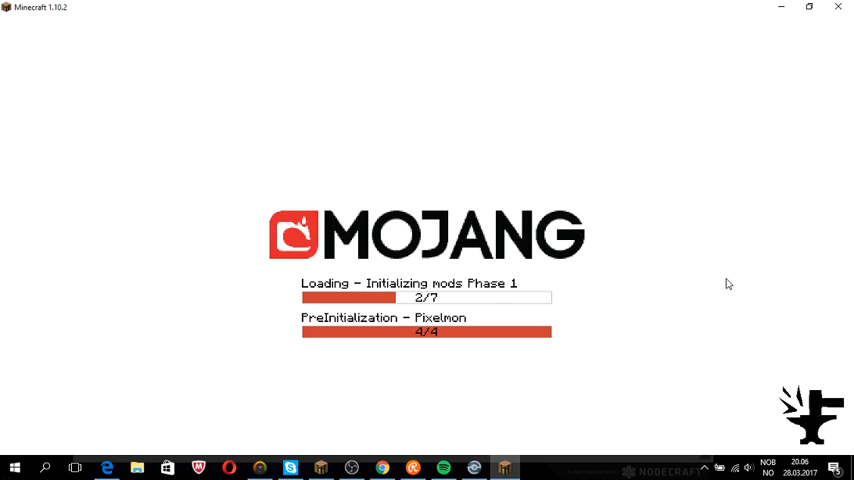 Minecraft 1.10.2
MOJANG
Loading - Initializing mods Phase 1
2/7
PreInitialization - Pixelmon
4/4
NODECRAFT
NOB
NO
20.06
28.03.2017